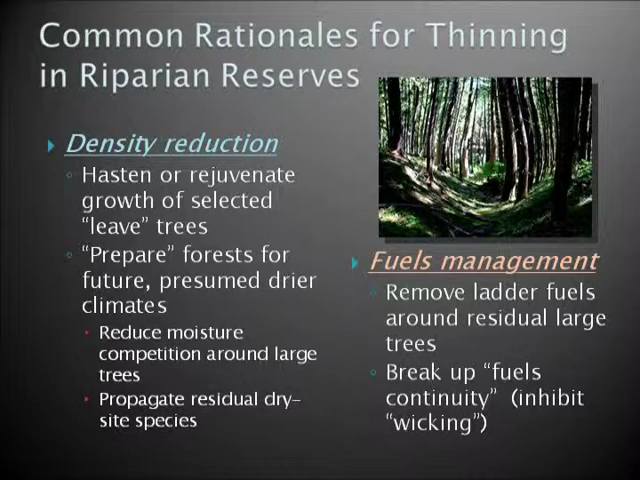 Common Rationales for Thinning
in Riparian Reserves
Density reduction
Hasten or rejuvenate
growth of selected
“leave” trees
“Prepare” forests for
future, presumed drier
climates
Reduce moisture
competition around large
trees
Propagate residual dry-
site species
Fuels management
Remove ladder fuels
around residual large
trees
Break up “fuels
continuity” (inhibit
“wicking”)